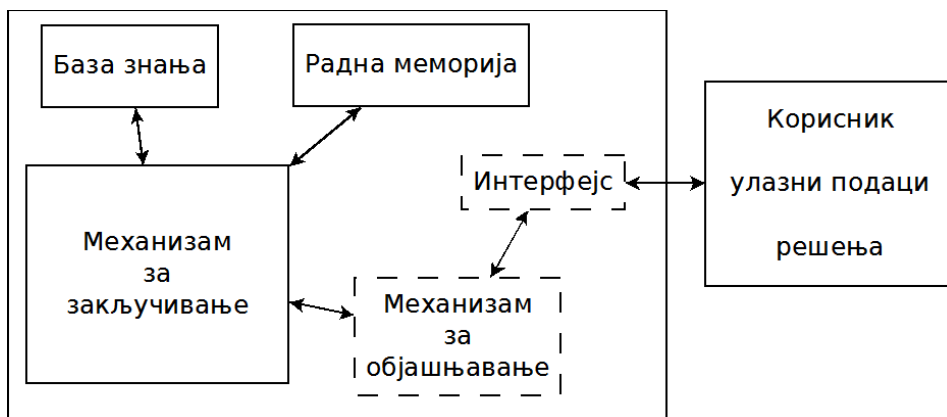 База знања
Радна меморија
Механизам
за
закључивање
Интерфејс
Механизам
за
објашњавање
Корисник
улазни подаци
решења